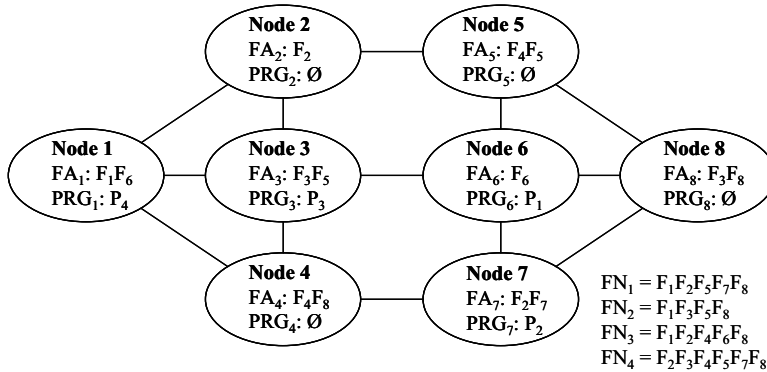 Node 2
FA₂: F₂
PRG₂: Ø
Node 5
FA₅: F₄F₅
PRG₅: Ø
Node 1
FA₁: F₁F₆
PRG₁: P₄
Node 3
FA₃: F₃F₅
PRG₃: P₃
Node 6
FA₆: F₆
PRG₆: P₁
Node 8
FA₈: F₃F₈
PRG₈: Ø
Node 4
FA₄: F₄F₈
PRG₄: Ø
Node 7
FA₇: F₂F₇
PRG₇: P₂
FN₁ = F₁F₂F₅F₇F₈
FN₂ = F₁F₃F₅F₈
FN₃ = F₁F₂F₄F₆F₈
FN₄ = F₂F₃F₄F₅F₇F₈